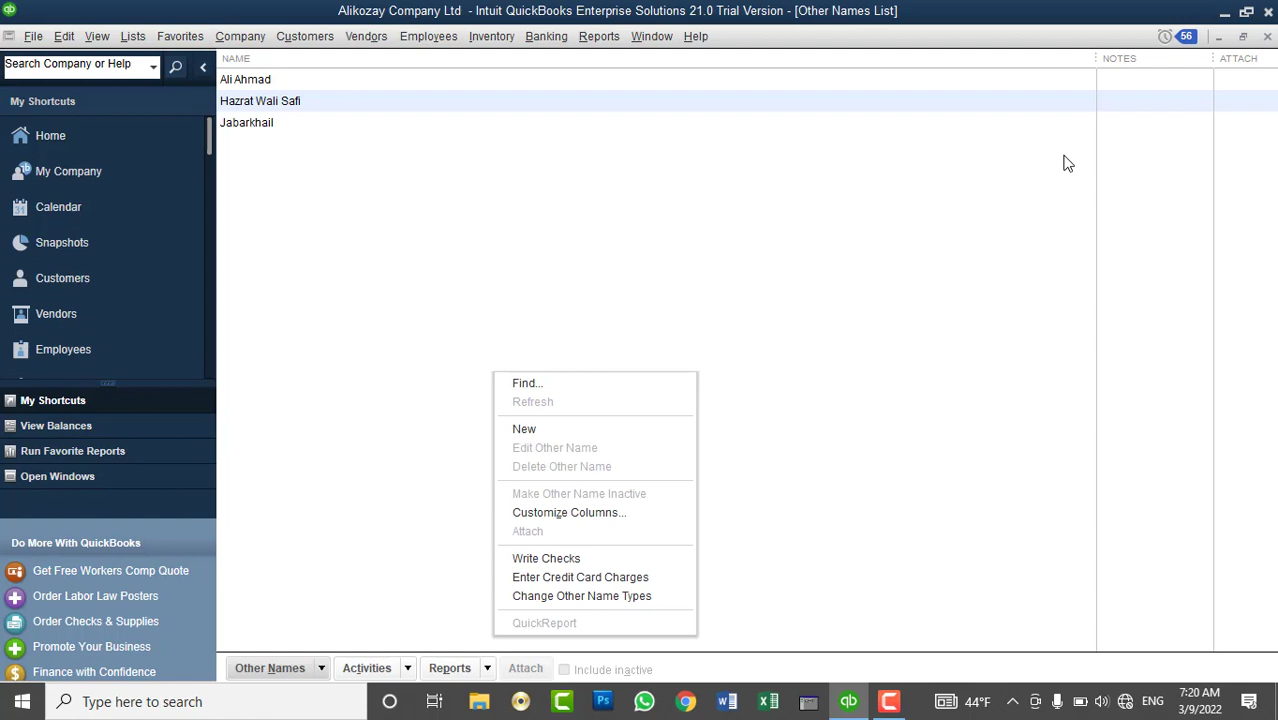 Alikozay Company Ltd - Intuit QuickBooks Enterprise Solutions 21.0 Trial Version - [Other Names List]
File Edit View Lists Favorites Company Customers Vendors Employees Inventory Banking Reports Window Help 56
Search Company or Help
My Shortcuts
Home
My Company
Calendar
Snapshots
Customers
Vendors
Employees
My Shortcuts
View Balances
Run Favorite Reports
Open Windows
Do More With QuickBooks
Get Free Workers Comp Quote
Order Labor Law Posters
Order Checks & Supplies
Promote Your Business
Finance with Confidence
NAME NOTES ATTACH
Ali Ahmad
Hazrat Wali Safi
Jabarkhail
Find...
Refresh
New
Edit Other Name
Delete Other Name
Make Other Name Inactive
Customize Columns...
Attach
Write Checks
Enter Credit Card Charges
Change Other Name Types
QuickReport
Other Names Activities Reports Attach Include inactive
Type here to search
44°F ENG
7:20 AM
3/9/2022